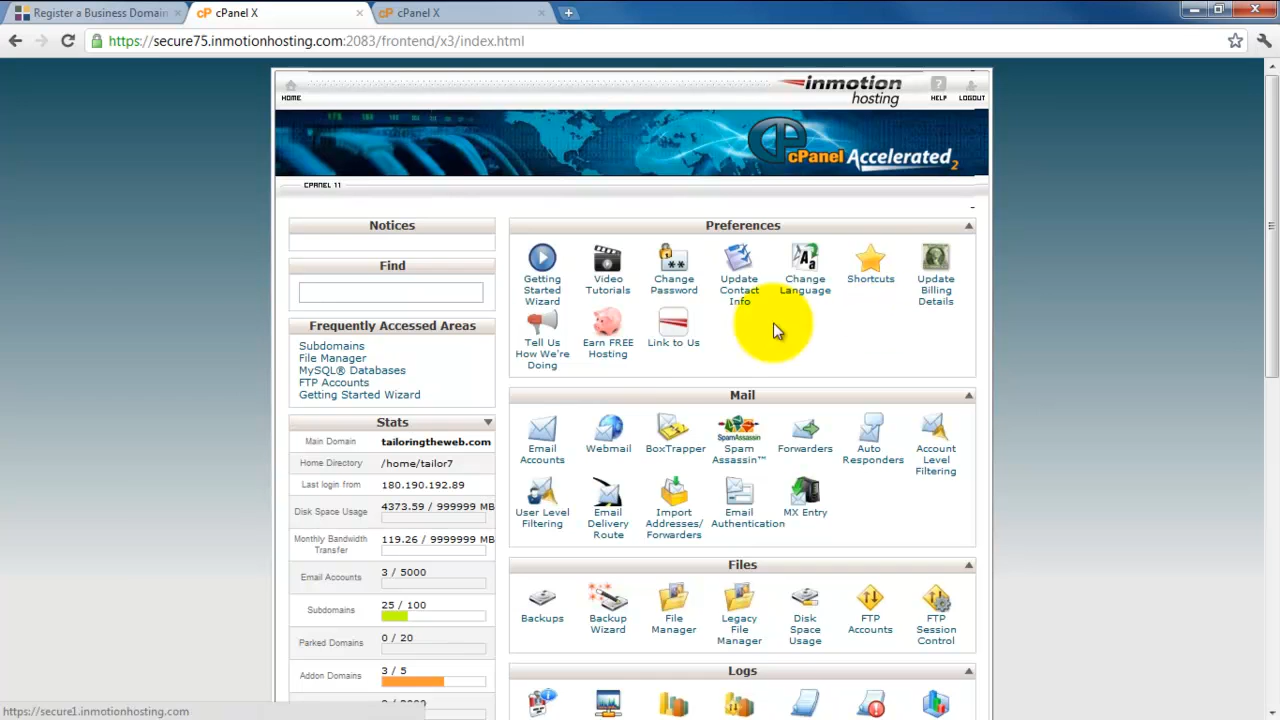 Register a Business Domain
cPanel X
cPanel X
https://secure75.inmotionhosting.com:2083/frontend/x3/index.html
HOME
inmotion
hosting
HELP
LOGOUT
cPanel Accelerated2
CPANEL 11
Notices
Find
Frequently Accessed Areas
Subdomains
File Manager
MySQL® Databases
FTP Accounts
Getting Started Wizard
Stats
Main Domain tailoringtheweb.com
Home Directory /home/tailor7
Last login from 180.190.192.89
Disk Space Usage 4373.59 / 999999 MB
Monthly Bandwidth
Transfer
119.26 / 9999999 MB
Email Accounts 3 / 5000
Subdomains 25 / 100
Parked Domains 0 / 20
Addon Domains 3 / 5
Preferences
Getting
Started
Wizard
Video
Tutorials
Change
Password
Update
Contact
Info
Change
Language
Shortcuts
Update
Billing
Details
Tell Us
How We're
Doing
Earn FREE
Hosting
Link to Us
Mail
Email
Accounts
Webmail
BoxTrapper
Spam
Assassin™
Forwarders
Auto
Responders
Account
Level
Filtering
User Level
Filtering
Email
Delivery
Route
Import
Addresses/
Forwarders
Email
Authentication
MX Entry
Files
Backups
Backup
Wizard
File
Manager
Legacy
File
Manager
Disk
Space
Usage
FTP
Accounts
FTP
Session
Control
Logs
https://secure1.inmotionhosting.com